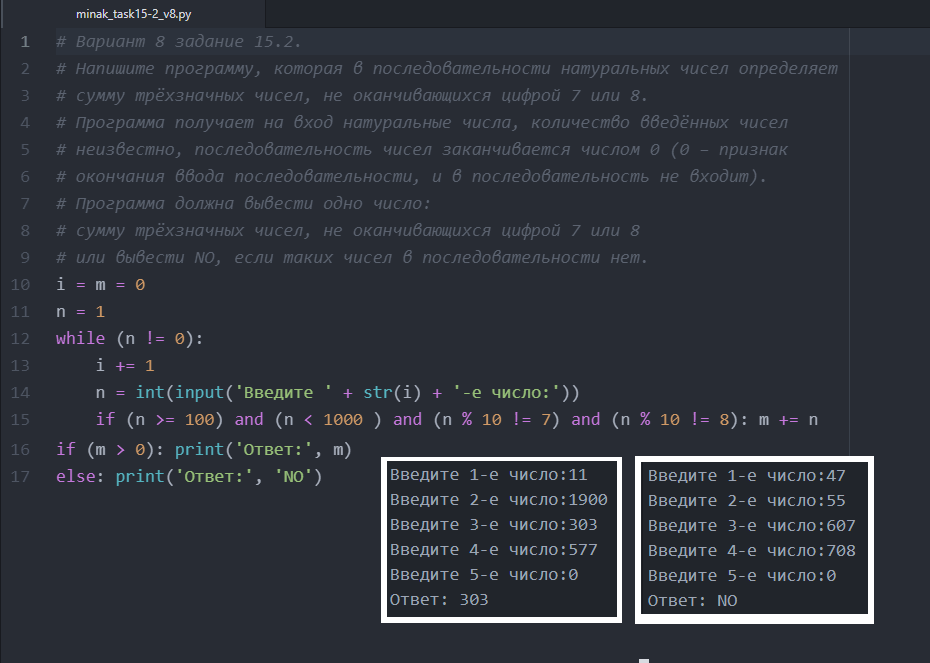 minak_task15-2_v8.py
1 # Вариант 8 задание 15.2.
2 # Напишите программу, которая в последовательности натуральных чисел определяет
3 # сумму трёхзначных чисел, не оканчивающихся цифрой 7 или 8.
4 # Программа получает на вход натуральные числа, количество введённых чисел
5 # неизвестно, последовательность чисел заканчивается числом 0 (0 – признак
6 # окончания ввода последовательности, и в последовательность не входит).
7 # Программа должна вывести одно число:
8 # сумму трёхзначных чисел, не оканчивающихся цифрой 7 или 8
9 # или вывести NO, если таких чисел в последовательности нет.
10 i = m = 0
11 n = 1
12 while (n != 0):
13     i += 1
14     n = int(input('Введите ' + str(i) + '-е число:'))
15     if (n >= 100) and (n < 1000 ) and (n % 10 != 7) and (n % 10 != 8): m += n
16 if (m > 0): print('Ответ:', m)
17 else: print('Ответ:', 'NO')
Введите 1-е число:11
Введите 2-е число:1900
Введите 3-е число:303
Введите 4-е число:577
Введите 5-е число:0
Ответ: 303
Введите 1-е число:47
Введите 2-е число:55
Введите 3-е число:607
Введите 4-е число:708
Введите 5-е число:0
Ответ: NO